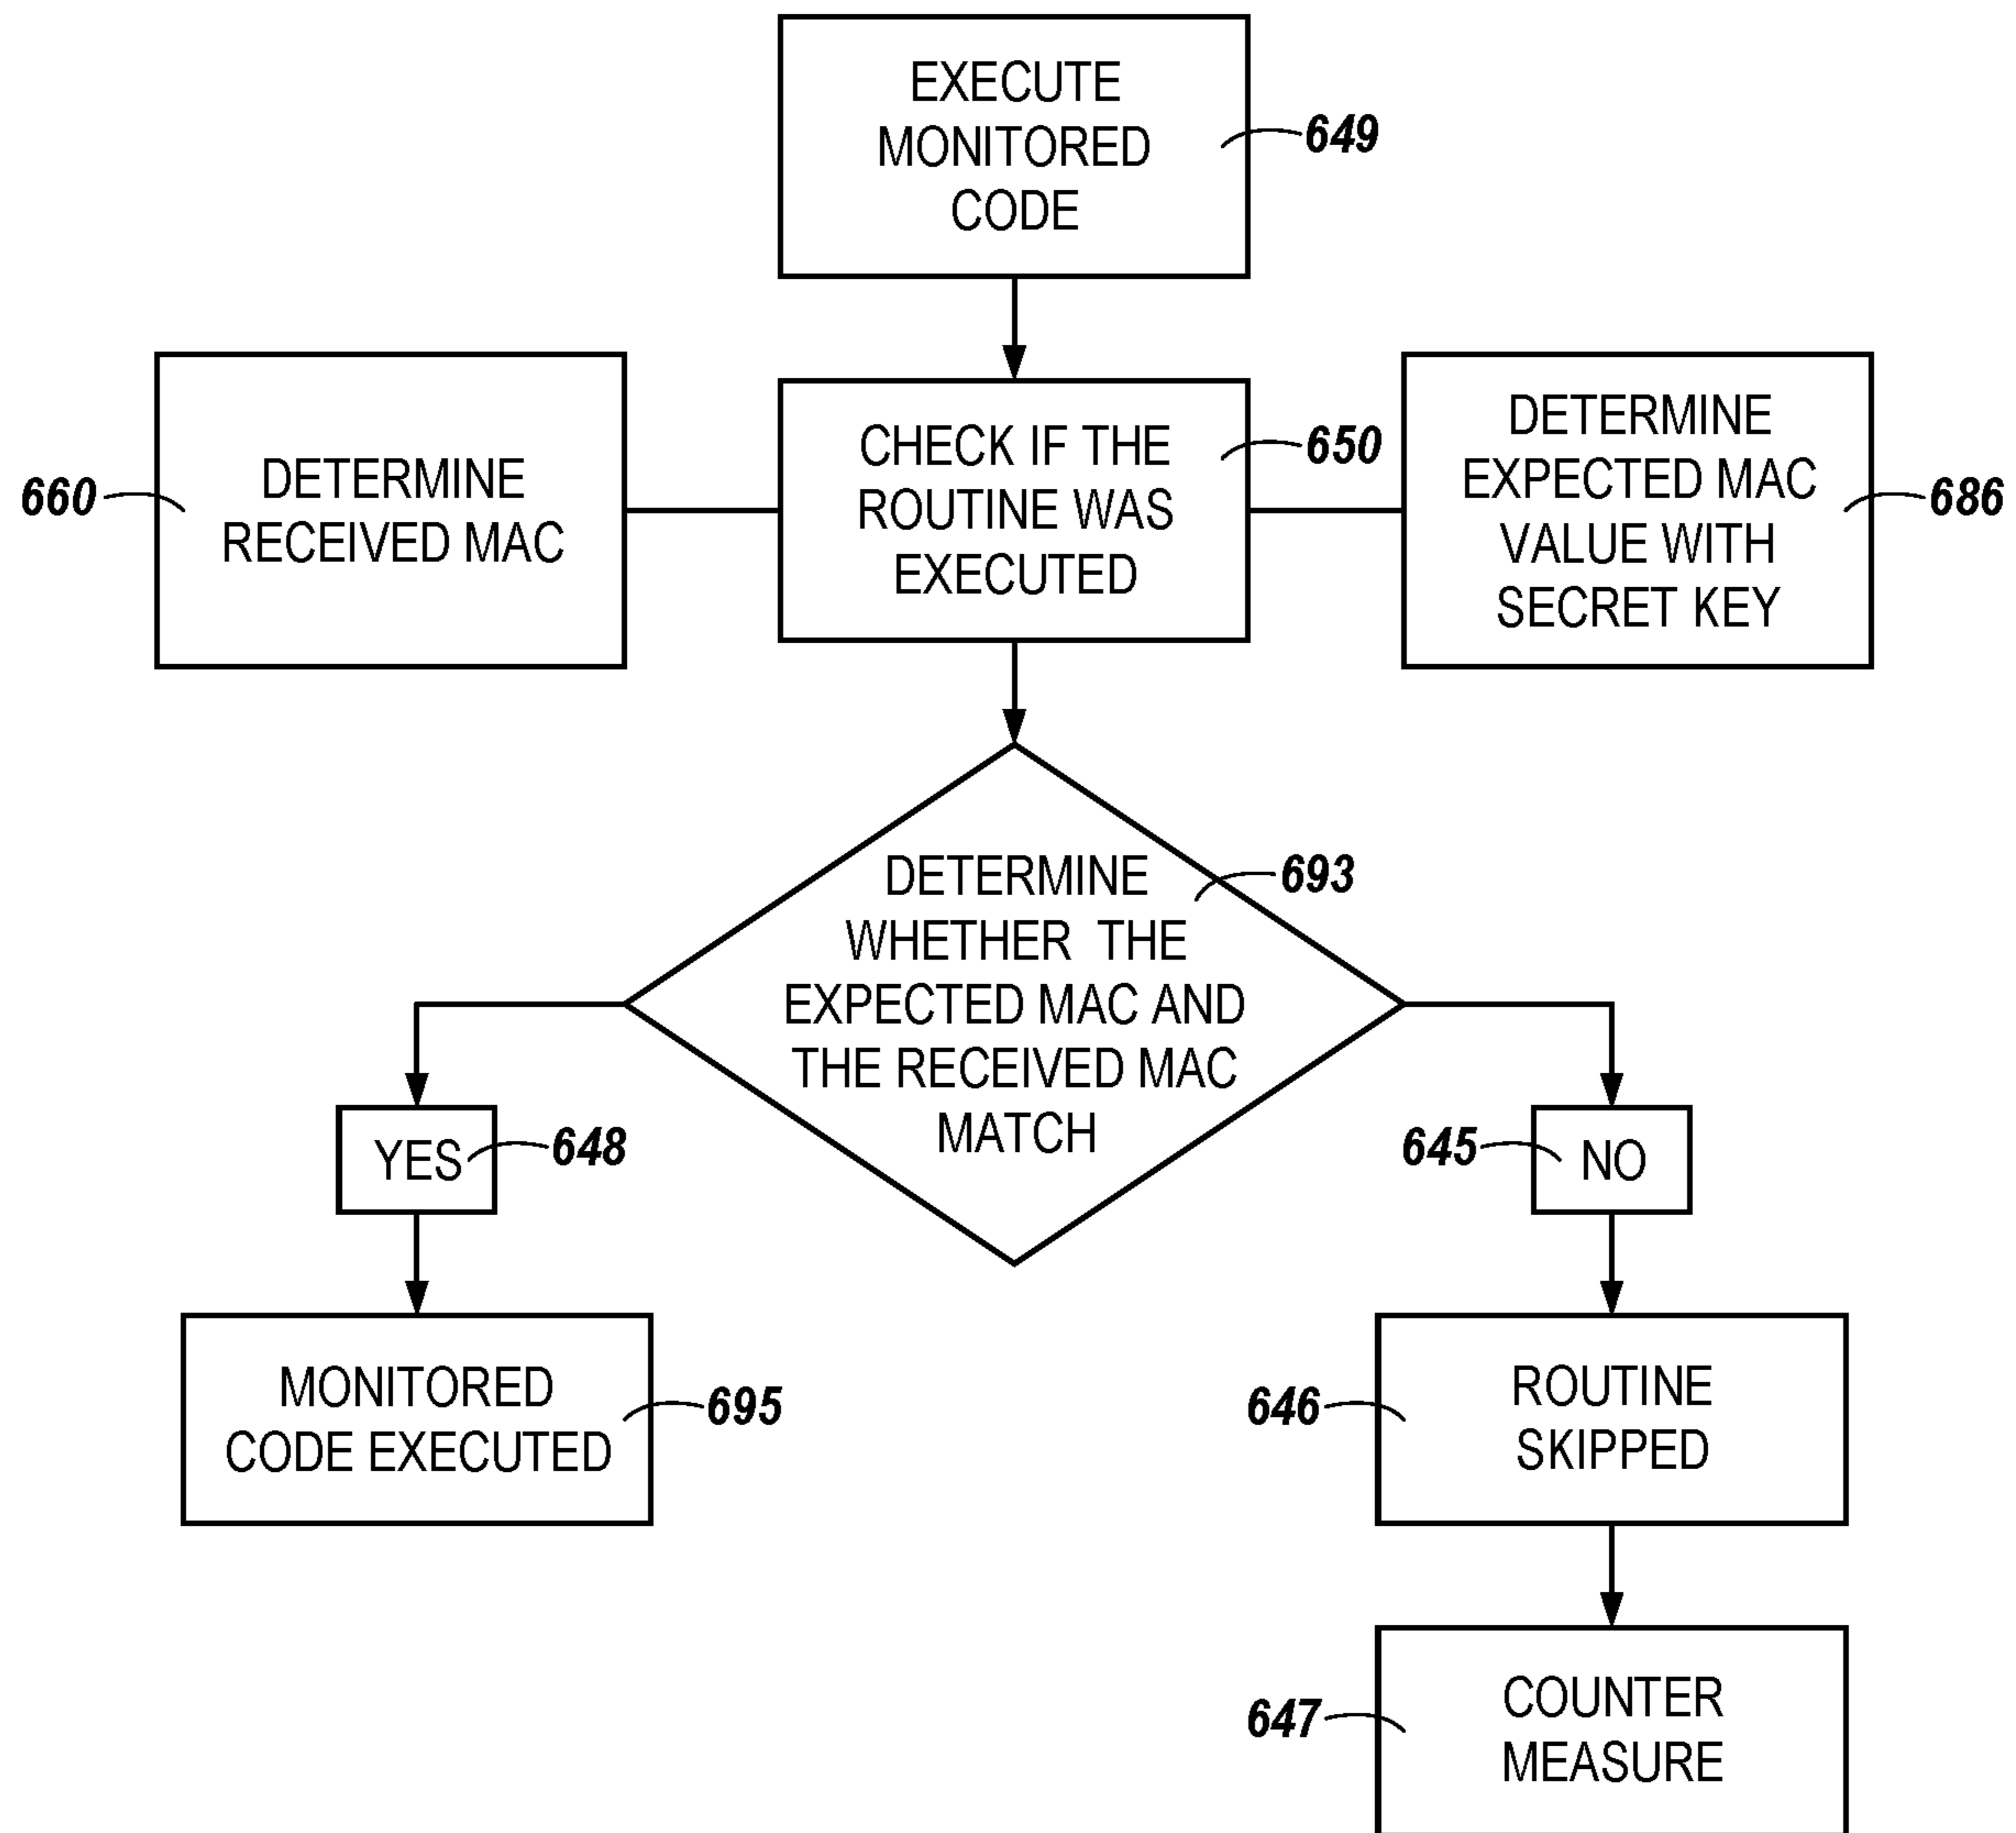 EXECUTE
MONITORED
CODE
649
660
DETERMINE
RECEIVED MAC
CHECK IF THE
ROUTINE WAS
EXECUTED
650
DETERMINE
EXPECTED MAC
VALUE WITH
SECRET KEY
686
DETERMINE
WHETHER THE
EXPECTED MAC AND
THE RECEIVED MAC
MATCH
693
YES
648
645
NO
MONITORED
CODE EXECUTED
695
646
ROUTINE
SKIPPED
647
COUNTER
MEASURE